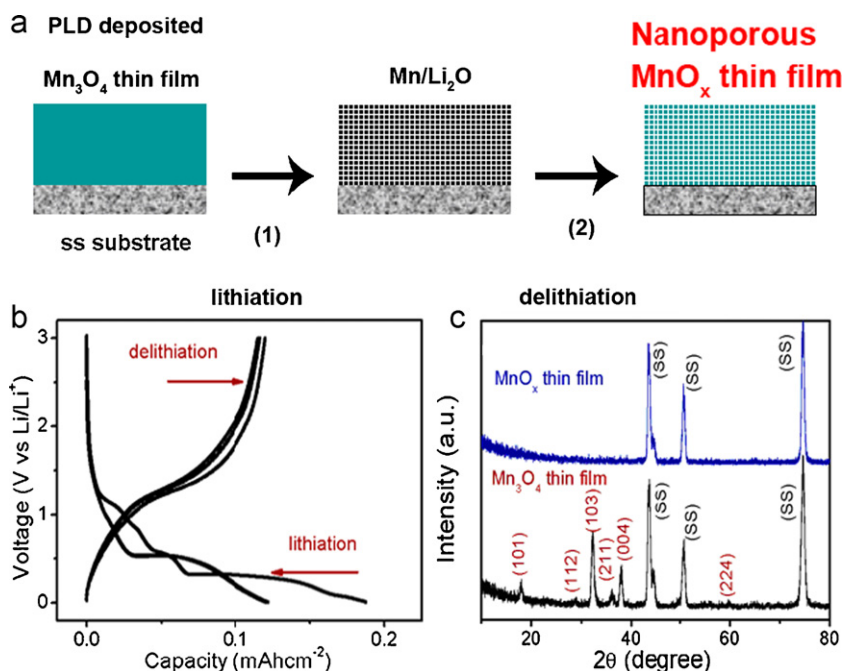 a
PLD deposited
Mn₃O₄ thin film
Mn/Li₂O
Nanoporous
MnOₓ thin film
(1)
(2)
ss substrate
lithiation
delithiation
b
3
2
1
0
0.0
0.1
0.2
Voltage (V vs Li/Li⁺)
Capacity (mAhcm⁻²)
delithiation
lithiation
c
Intensity (a.u.)
MnOₓ thin film
(SS)
(SS)
(SS)
Mn₃O₄ thin film
(101)
(112)
(103)
(211)
(004)
(SS)
(SS)
(224)
(SS)
20
40
60
80
2θ (degree)